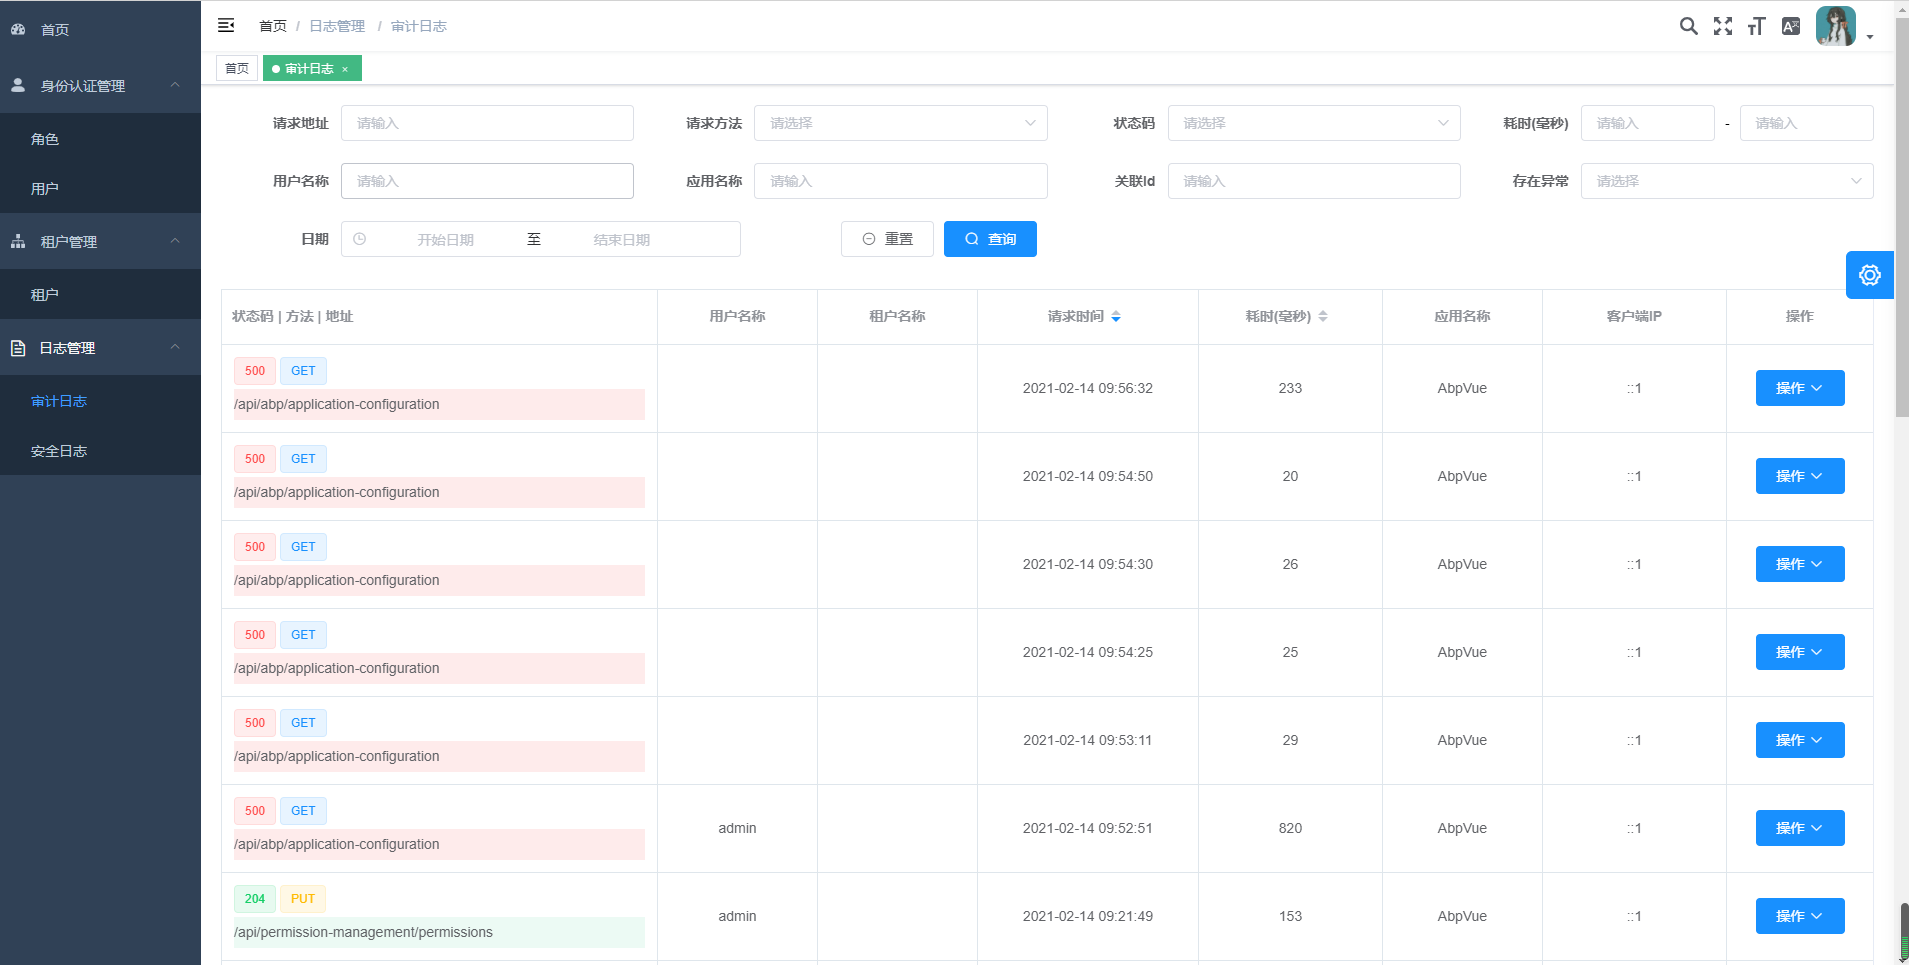 首页
身份认证管理
角色
用户
租户管理
租户
日志管理
审计日志
安全日志
首页 / 日志管理 / 审计日志
首页 审计日志 ×
请求地址 请输入 请求方法 请选择 状态码 请选择 耗时(毫秒) 请输入 - 请输入
用户名称 请输入 应用名称 请输入 关联Id 请输入 存在异常 请选择
日期 开始日期 至 结束日期 重置 查询
状态码 | 方法 | 地址 用户名称 租户名称 请求时间 耗时(毫秒) 应用名称 客户端IP 操作
500 GET
/api/abp/application-configuration 2021-02-14 09:56:32 233 AbpVue ::1 操作
500 GET
/api/abp/application-configuration 2021-02-14 09:54:50 20 AbpVue ::1 操作
500 GET
/api/abp/application-configuration 2021-02-14 09:54:30 26 AbpVue ::1 操作
500 GET
/api/abp/application-configuration 2021-02-14 09:54:25 25 AbpVue ::1 操作
500 GET
/api/abp/application-configuration 2021-02-14 09:53:11 29 AbpVue ::1 操作
500 GET
/api/abp/application-configuration admin 2021-02-14 09:52:51 820 AbpVue ::1 操作
204 PUT
/api/permission-management/permissions admin 2021-02-14 09:21:49 153 AbpVue ::1 操作